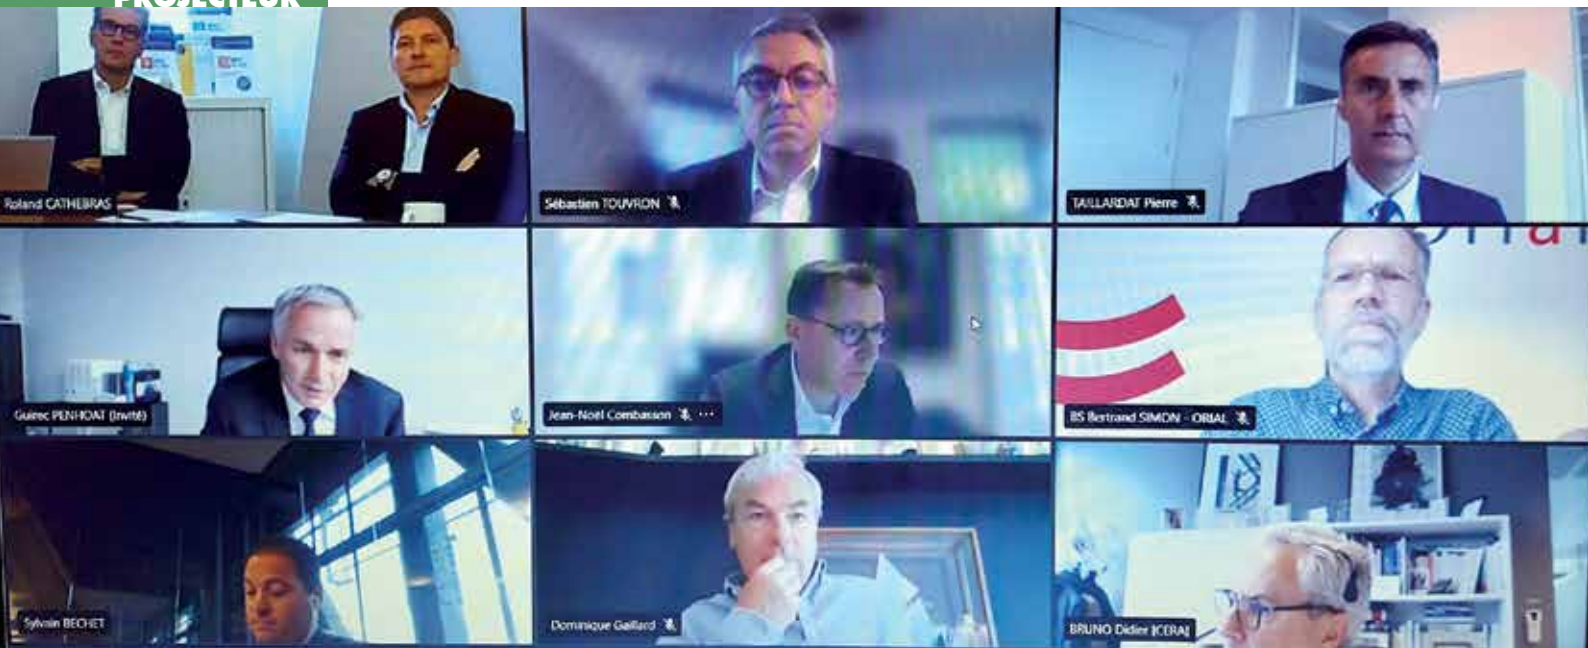 PROJECTEUR
Roland CATHEBRAS
Sébastien TOUVRON
TAILLARDAT Pierre
Guirec PENHOAT (Invité)
Jean-Noël Combasson
BS Bertrand SIMON - ORIAL
Sylvain BECHET
Dominique Gaillard
BRUNO Didier [CERA]